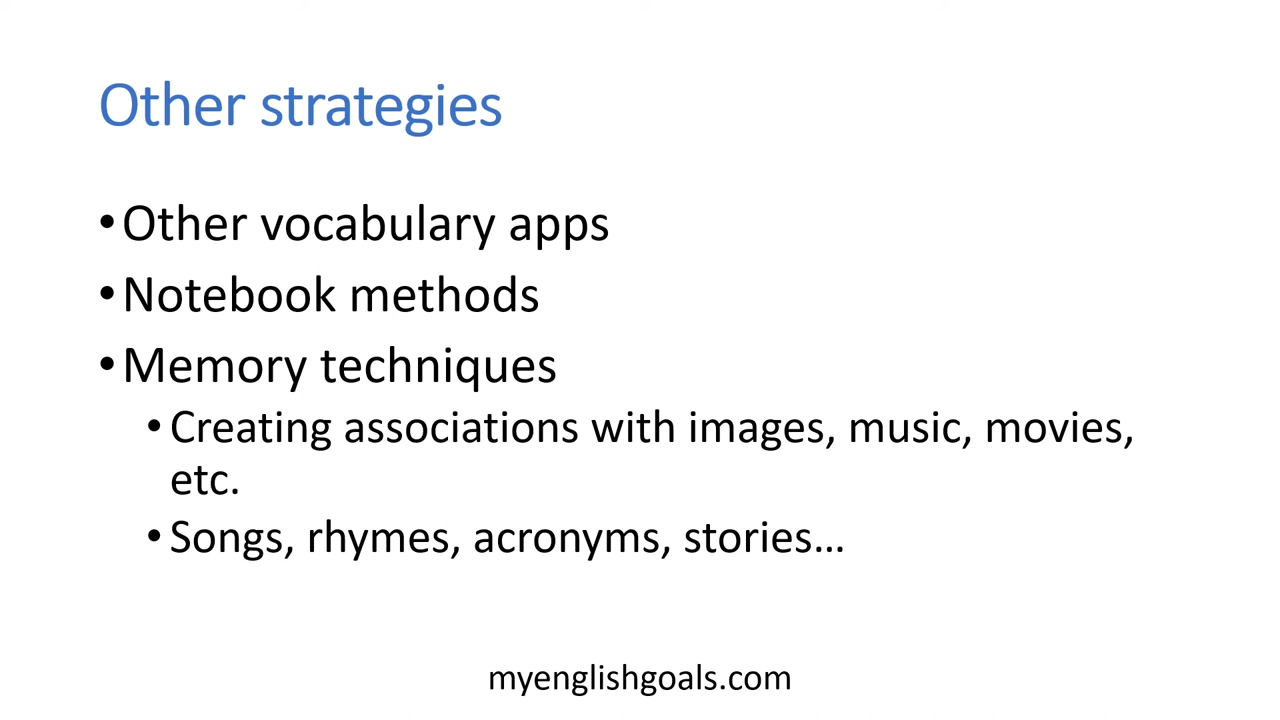 Other strategies
•Other vocabulary apps
•Notebook methods
•Memory techniques
•Creating associations with images, music, movies,
etc.
•Songs, rhymes, acronyms, stories…
myenglishgoals.com